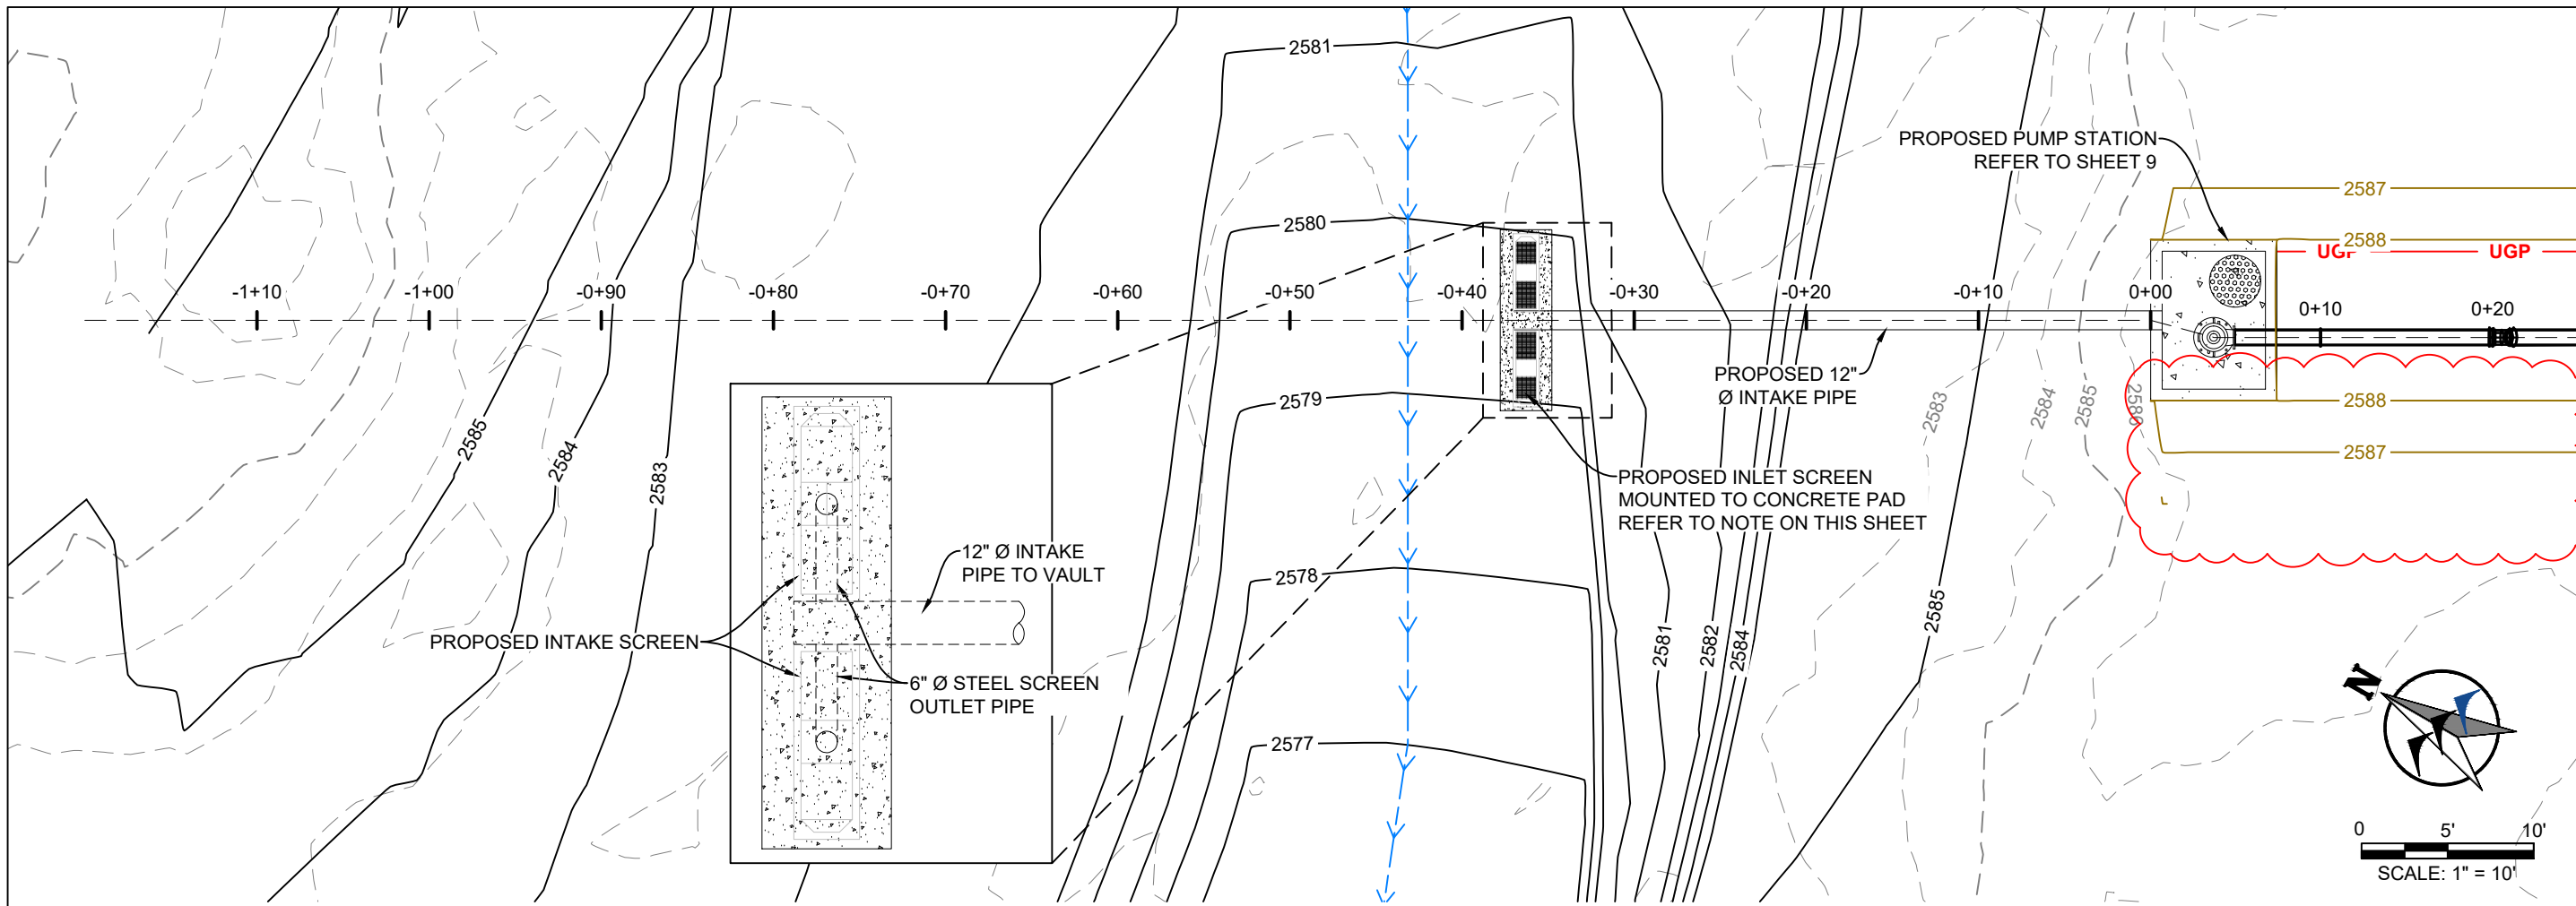 2581
PROPOSED PUMP STATION
REFER TO SHEET 9
2587
2580
2588
UGP
UGP
-1+10
-1+00
-0+90
-0+80
-0+70
-0+60
-0+50
-0+40
-0+30
-0+20
-0+10
0+00
0+10
0+20
PROPOSED 12"
Ø INTAKE PIPE
2579
2583
2584
2585
2586
2588
2585
2584
2583
2587
PROPOSED INLET SCREEN
MOUNTED TO CONCRETE PAD
REFER TO NOTE ON THIS SHEET
12" Ø INTAKE
PIPE TO VAULT
2578
2585
PROPOSED INTAKE SCREEN
2581
2582
2584
6" Ø STEEL SCREEN
OUTLET PIPE
N
2577
0
5'
10'
SCALE: 1" = 10'